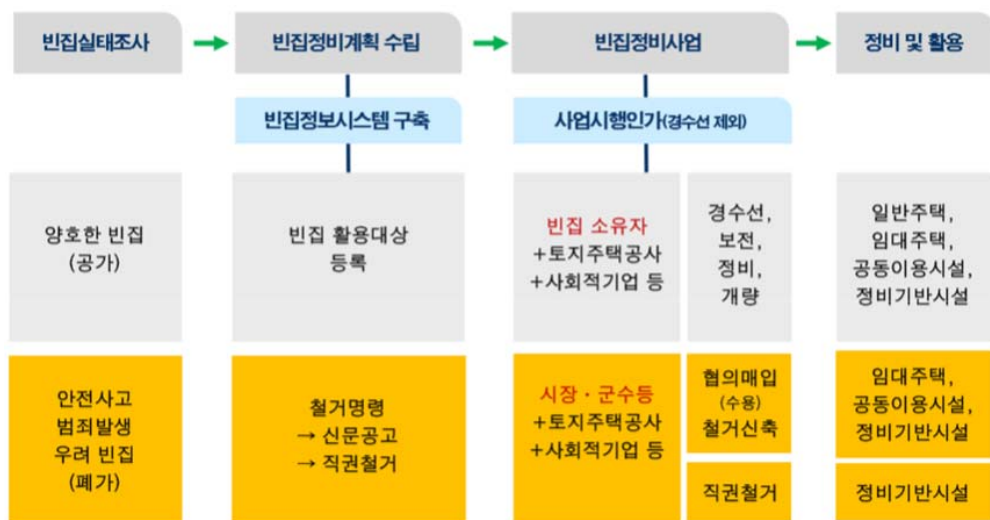 빈집실태조사
빈집정비계획 수립
빈집정비사업
정비 및 활용
빈집정보시스템 구축
사업시행인가(경수선 제외)
양호한 빈집
(공가)
빈집 활용대상
등록
빈집 소유자
+토지주택공사
+사회적기업 등
경수선,
보전,
정비,
개량
일반주택,
임대주택,
공동이용시설,
정비기반시설
안전사고
범죄발생
우려 빈집
(폐가)
철거명령
→ 신문공고
→ 직권철거
시장·군수등
+토지주택공사
+사회적기업 등
협의매입
(수용)
철거신축
임대주택,
공동이용시설,
정비기반시설
직권철거
정비기반시설